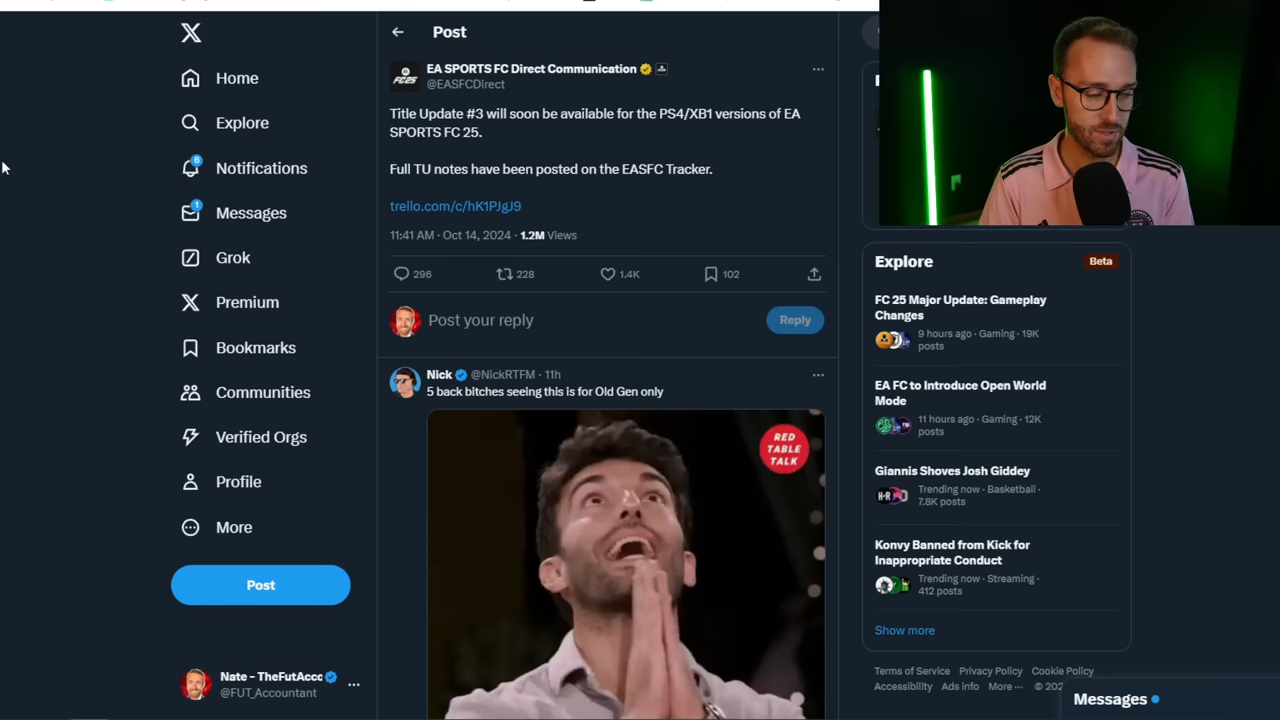 Home
Explore
Notifications
6
Messages
1
Grok
Premium
Bookmarks
Communities
Verified Orgs
Profile
More
Post
Nate - TheFutAccc
@FUT_Accountant
Post
FC25
EA SPORTS FC Direct Communication
@EASFCDirect
Title Update #3 will soon be available for the PS4/XB1 versions of EA
SPORTS FC 25.
Full TU notes have been posted on the EASFC Tracker.
trello.com/c/hK1PJgJ9
11:41 AM · Oct 14, 2024 · 1.2M Views
296
228
1.4K
102
Post your reply
Reply
Nick @NickRTFM · 11h
5 back bitches seeing this is for Old Gen only
RED
TABLE
TALK
Explore
Beta
FC 25 Major Update: Gameplay
Changes
9 hours ago · Gaming · 19K
posts
EA FC to Introduce Open World
Mode
11 hours ago · Gaming · 12K
posts
Giannis Shoves Josh Giddey
Trending now · Basketball ·
7.8K posts
Konvy Banned from Kick for
Inappropriate Conduct
Trending now · Streaming ·
412 posts
Show more
Terms of Service Privacy Policy Cookie Policy
Accessibility Ads info More ··· © 202
Messages